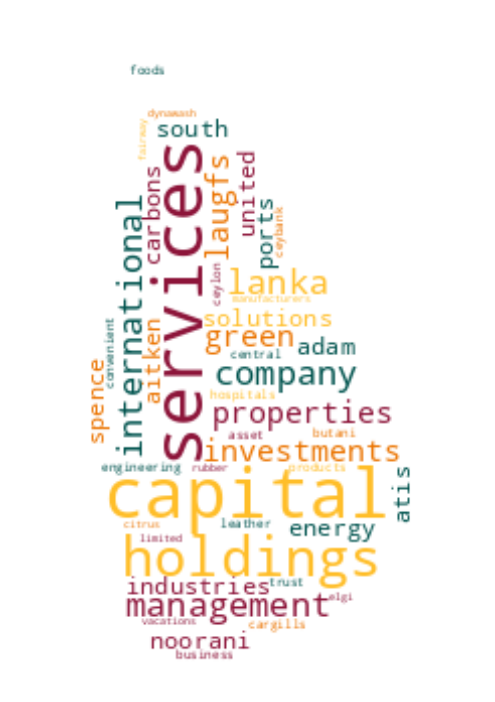 foods
dynawash
fairway
south
services
carbons
international
laugfs
united
ports
ceybank
ceylon
lanka
manufacturers
solutions
green
adam
central
convenient
aitken
spence
company
hospitals
properties
asset
butani
investments
engineering
rubber
products
capital
atis
citrus
leather
energy
limited
holdings
industries
trust
management
elgi
vacations
cargills
noorani
business